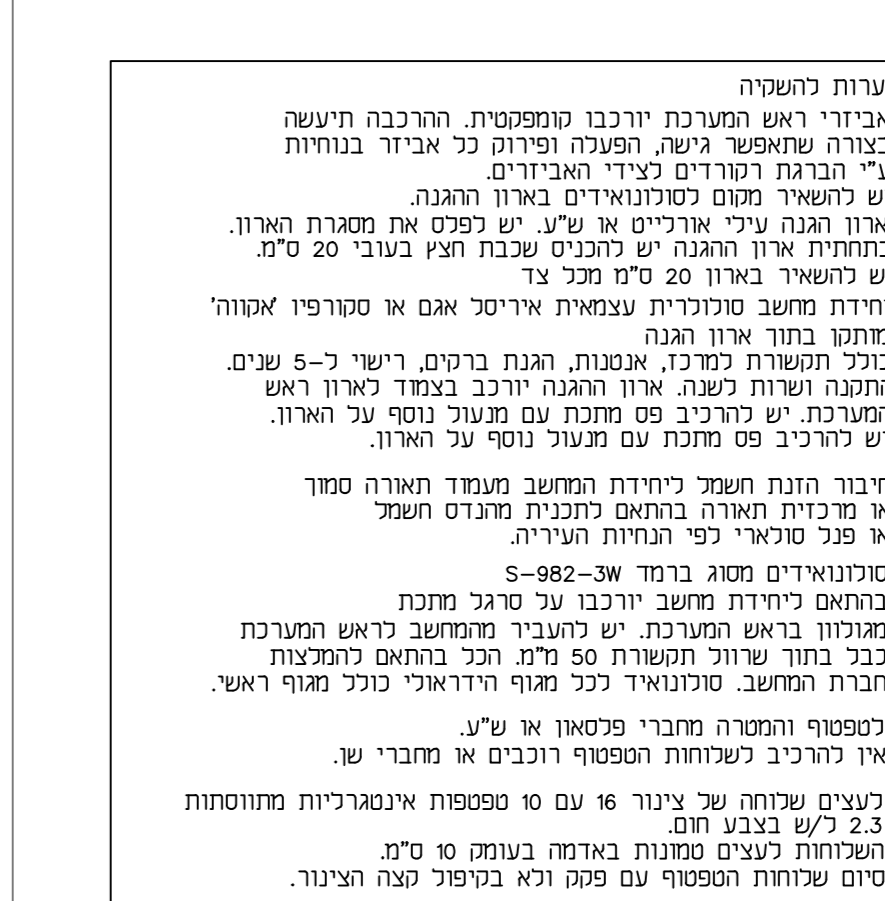 ערות להשקיה
אביזרי ראש המערכת יורכבו קומפקטית. ההרכבה תיעשה
בצורה שתאפשר גישה, הפעלה ופירוק כל אביזר בנוחיות
ע"י הברגת רקורדים לצידי האביזרים.
יש להשאיר מקום לסולונואידים בארון ההגנה.
ארון הגנה עילי אורלייט או ש"ע. יש לפלס את מסגרת הארון.
בתחתית ארון ההגנה יש להכניס שכבת חצץ בעובי 20 ס"מ.
יש להשאיר בארון 20 ס"מ מכל צד
יחידת מחשב סולולרית עצמאית איריסל אגם או סקורפיו 'אקווה'
מותקן בתוך ארון הגנה
כולל תקשורת למרכז, אנטנות, הגנת ברקים, רישוי ל-5 שנים.
התקנה ושרות לשנה. ארון ההגנה יורכב בצמוד לארון ראש
המערכת. יש להרכיב פס מתכת עם מנעול נוסף על הארון.
יש להרכיב פס מתכת עם מנעול נוסף על הארון.
חיבור הזנת חשמל ליחידת המחשב מעמוד תאורה סמוך
או מרכזית תאורה בהתאם לתכנית מהנדס חשמל
או פנל סולארי לפי הנחיות העיריה.
סולונואידים מסוג ברמד S-982-3W
בהתאם ליחידת מחשב יורכבו על סרגל מתכת
מגולוון בראש המערכת. יש להעביר מהמחשב לראש המערכת
כבל בתוך שרוול תקשורת 50 מ"מ. הכל בהתאם להמלצות
חברת המחשב. סולונואיד לכל מגוף הידראולי כולל מגוף ראשי.
לטפטוף והמטרה מחברי פלסאון או ש"ע.
אין להרכיב לשלוחות הטפטוף רוכבים או מחברי שן.
לעצים שלוחה של צינור 16 עם 10 טפטפות אינטגרליות מתווסתות
2.3 ל/ש בצבע חום.
השלוחות לעצים טמונות באדמה בעומק 10 ס"מ.
סיום שלוחות הטפטוף עם פקק ולא בקיפול קצה הצינור.